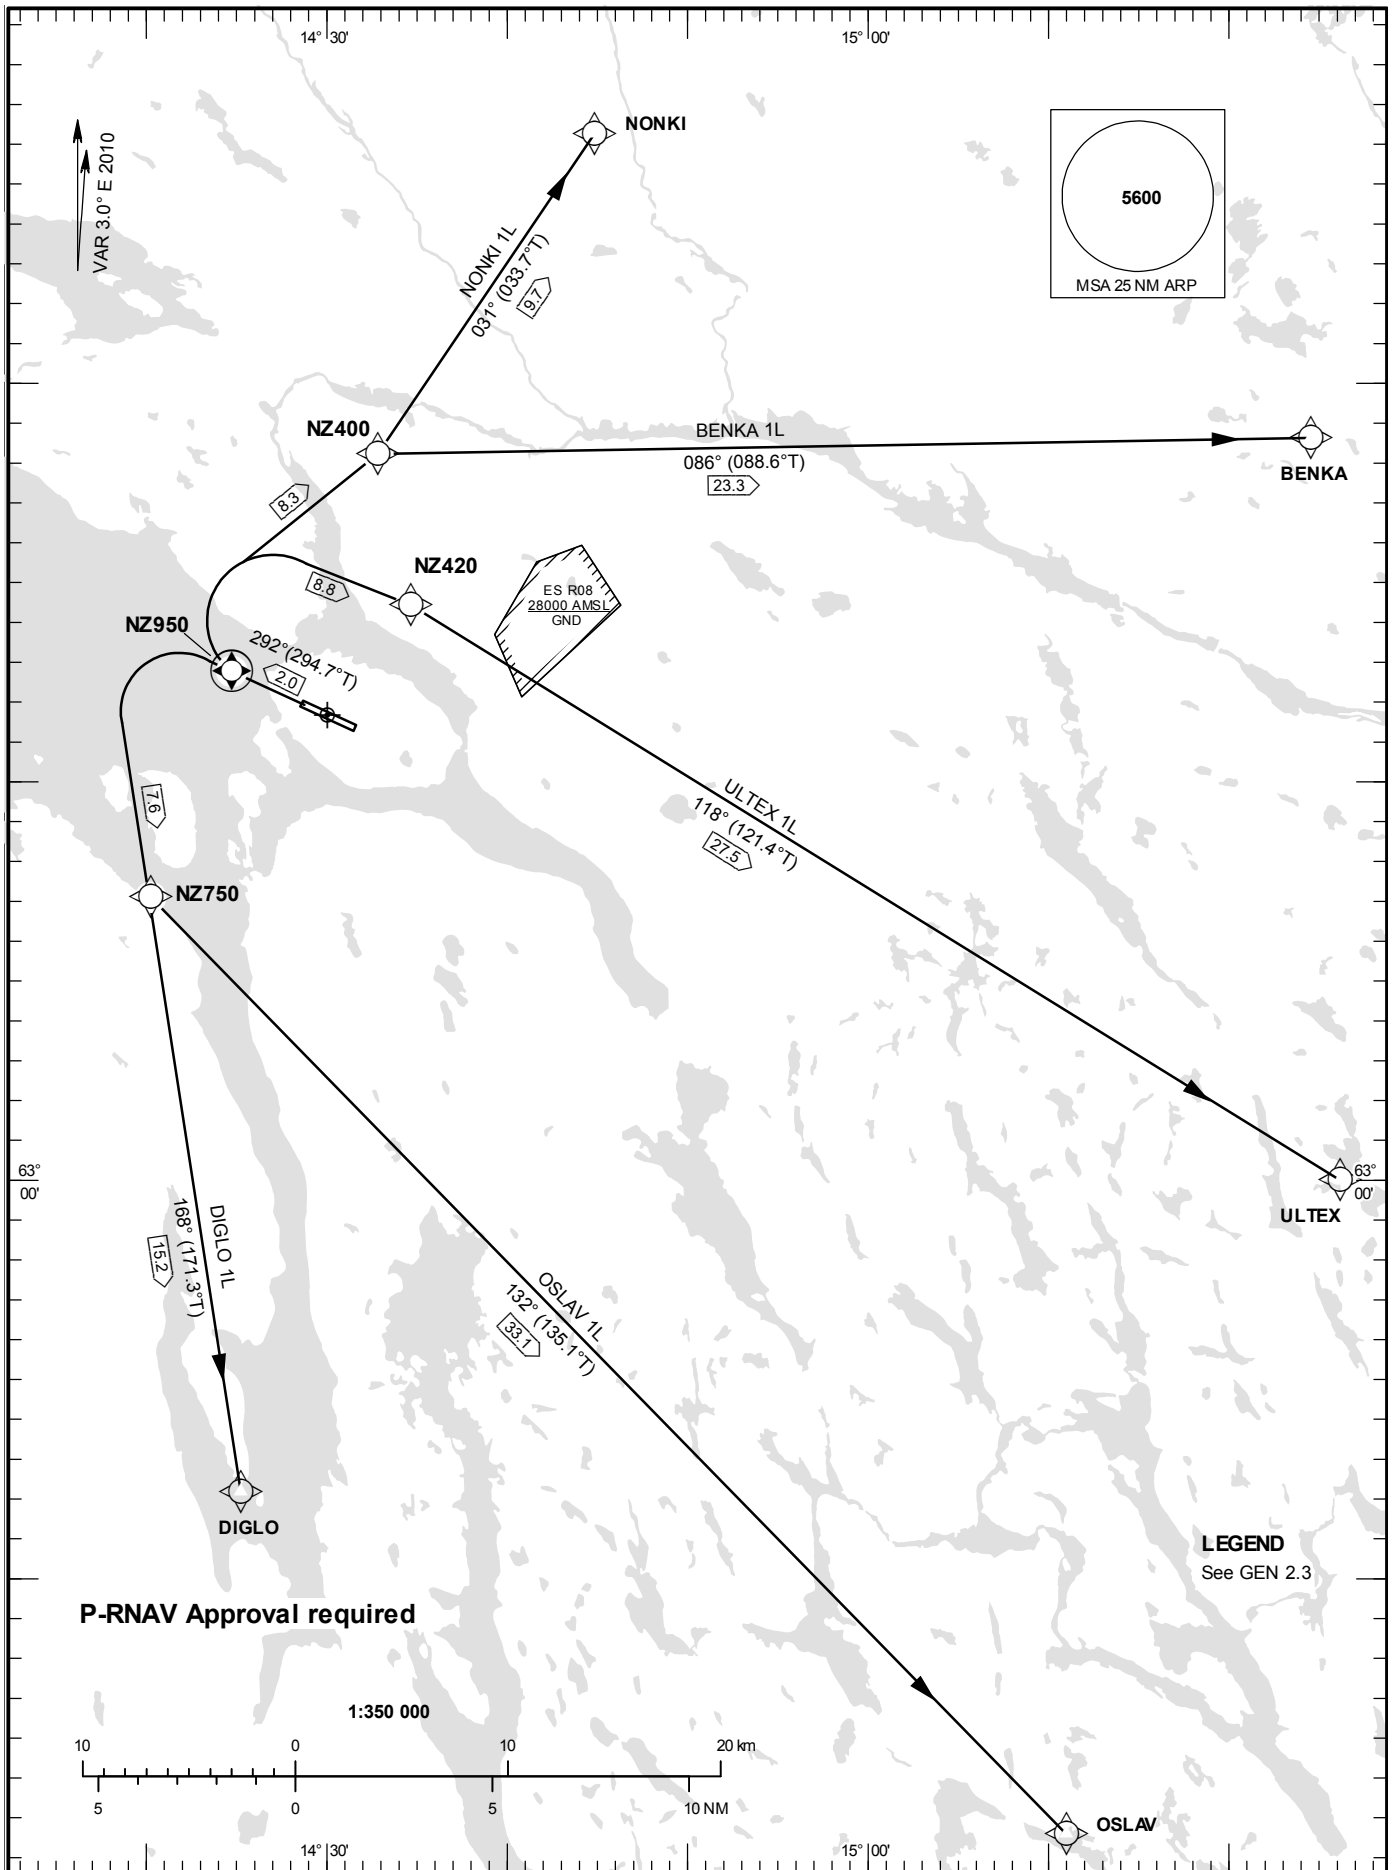 14° 30'
15° 00'
VAR 3.0° E 2010
NONKI
5600
MSA 25 NM ARP
NONKI 1L
031° (033.7°T)
9.7
NZ400
BENKA 1L
086° (088.6°T)
23.3
BENKA
8.3
NZ420
8.8
ES R08
28000 AMSL
GND
NZ950
292°(294.7°T)
2.0
7.6
ULTEX 1L
118° (121.4°T)
27.5
NZ750
63°
00'
63°
00'
ULTEX
DIGLO 1L
168° (171.3°T)
15.2
OSLAV 1L
132° (135.1°T)
33.1
DIGLO
LEGEND
See GEN 2.3
P-RNAV Approval required
1:350 000
10 0 10 20 km
5 0 5 10 NM
OSLAV
14° 30'
15° 00'